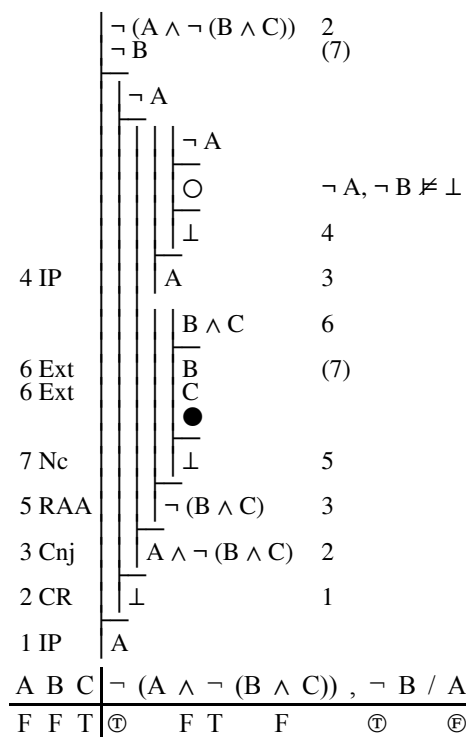 ¬ (A ∧ ¬ (B ∧ C)) 2
¬ B (7)
¬ A
¬ A
○ ¬ A, ¬ B ⊭ ⊥
⊥ 4
4 IP A 3
B ∧ C 6
6 Ext B (7)
6 Ext C
●
7 Nc ⊥ 5
5 RAA ¬ (B ∧ C) 3
3 Cnj A ∧ ¬ (B ∧ C) 2
2 CR ⊥ 1
1 IP A
A B C ¬ (A ∧ ¬ (B ∧ C)) , ¬ B / A
F F T Ⓣ F T F Ⓣ Ⓕ